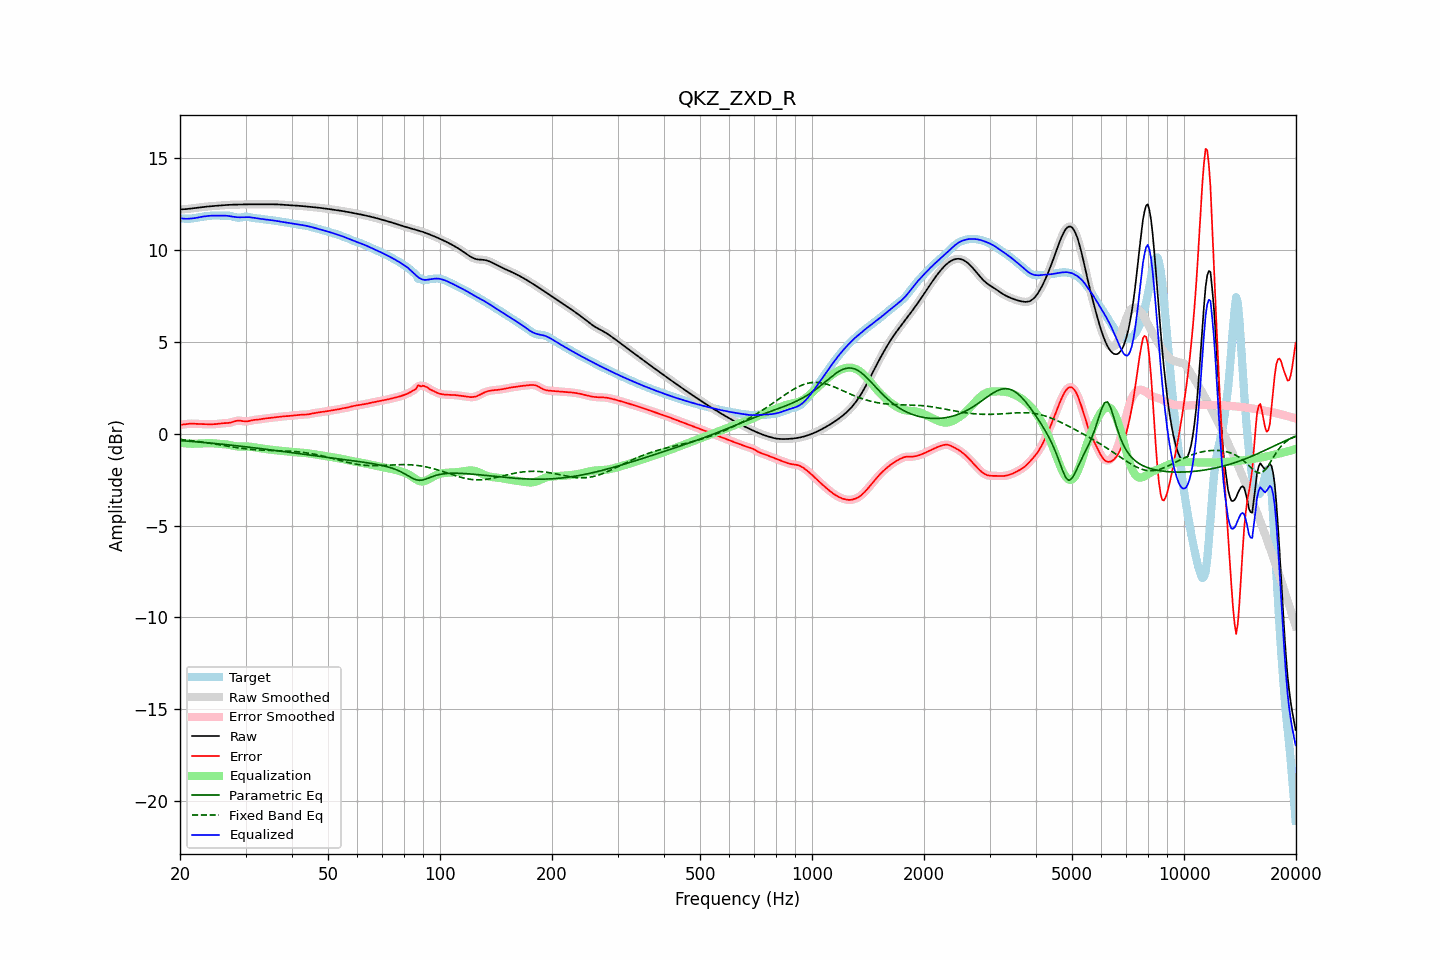 QKZ_ZXD_R
Amplitude (dBr)
15
10
5
0
−5
−10
−15
−20
Target
Raw Smoothed
Error Smoothed
Raw
Error
Equalization
Parametric Eq
Fixed Band Eq
Equalized
20 50 100 200 500 1000 2000 5000 10000 20000
Frequency (Hz)